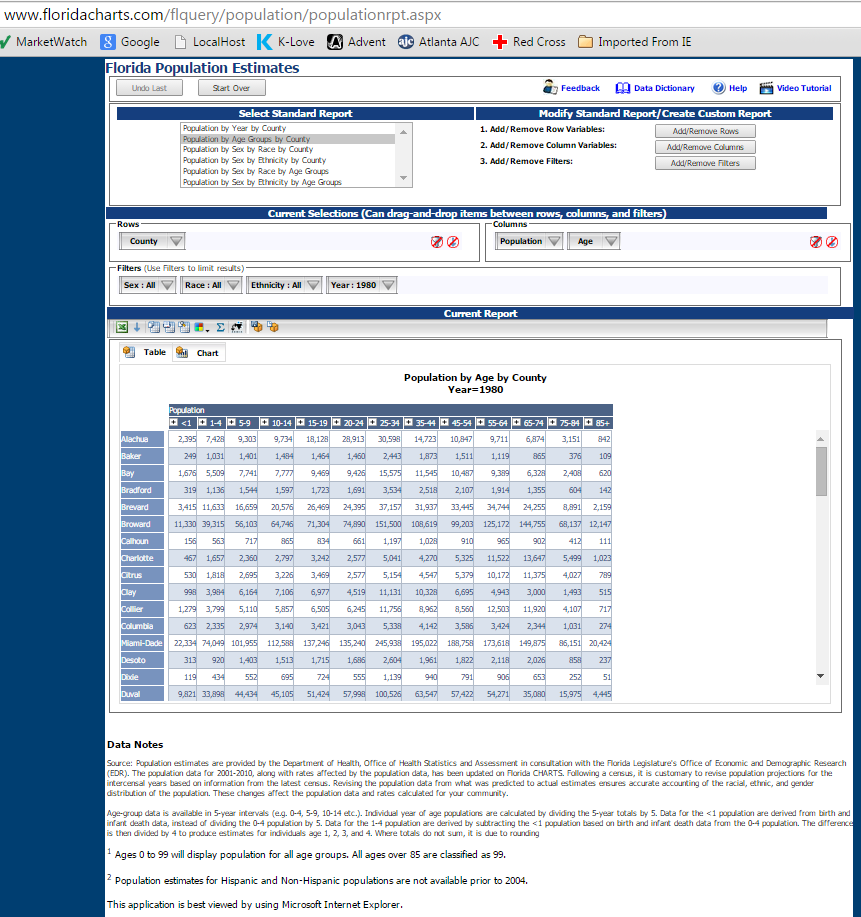 www.floridacharts.com/flquery/population/populationrpt.aspx
MarketWatch Google LocalHost K-Love Advent ajc Atlanta AJC Red Cross Imported From IE
Florida Population Estimates
Undo Last Start Over Feedback Data Dictionary Help Video Tutorial
Select Standard Report Modify Standard Report/Create Custom Report
Population by Year by County
Population by Age Groups by County
Population by Sex by Race by County
Population by Sex by Ethnicity by County
Population by Sex by Race by Age Groups
Population by Sex by Ethnicity by Age Groups
1. Add/Remove Row Variables: Add/Remove Rows
2. Add/Remove Column Variables: Add/Remove Columns
3. Add/Remove Filters: Add/Remove Filters
Current Selections (Can drag-and-drop items between rows, columns, and filters)
Rows Columns
County Population Age
Filters (Use Filters to limit results)
Sex : All Race : All Ethnicity : All Year : 1980
Current Report
Table Chart
Population by Age by County
Year=1980
Population
<1 1-4 5-9 10-14 15-19 20-24 25-34 35-44 45-54 55-64 65-74 75-84 85+
Alachua 2,395 7,428 9,303 9,734 18,128 28,913 30,598 14,723 10,847 9,711 6,874 3,151 842
Baker 249 1,031 1,401 1,484 1,464 1,460 2,443 1,873 1,511 1,119 865 376 109
Bay 1,676 5,509 7,741 7,777 9,469 9,426 15,575 11,545 10,487 9,389 6,328 2,408 620
Bradford 319 1,136 1,544 1,597 1,723 1,691 3,534 2,518 2,107 1,914 1,355 604 142
Brevard 3,415 11,633 16,659 20,576 26,469 24,395 37,157 31,937 33,445 34,744 24,255 8,891 2,159
Broward 11,330 39,315 56,103 64,746 71,304 74,890 151,500 108,619 99,203 125,172 144,755 68,137 12,147
Calhoun 156 563 717 865 834 661 1,197 1,028 910 965 902 412 111
Charlotte 467 1,657 2,360 2,797 3,242 2,577 5,041 4,270 5,325 11,522 13,647 5,499 1,023
Citrus 530 1,818 2,695 3,226 3,469 2,577 5,154 4,547 5,379 10,172 11,375 4,027 789
Clay 998 3,984 6,164 7,106 6,977 4,519 11,131 10,328 6,695 4,943 3,000 1,493 515
Collier 1,279 3,799 5,110 5,857 6,505 6,245 11,756 8,962 8,560 12,503 11,920 4,107 717
Columbia 623 2,335 2,974 3,140 3,421 3,043 5,338 4,142 3,586 3,424 2,344 1,031 274
Miami-Dade 22,334 74,049 101,955 112,588 137,246 135,240 245,938 195,022 188,758 173,618 149,875 86,151 20,424
Desoto 313 920 1,403 1,513 1,715 1,686 2,604 1,961 1,822 2,118 2,026 858 237
Dixie 119 434 552 695 724 555 1,139 940 791 906 653 252 51
Duval 9,821 33,898 44,434 45,105 51,424 57,998 100,526 63,547 57,422 54,271 35,080 15,975 4,445
Data Notes
Source: Population estimates are provided by the Department of Health, Office of Health Statistics and Assessment in consultation with the Florida Legislature's Office of Economic and Demographic Research
(EDR). The population data for 2001-2010, along with rates affected by the population data, has been updated on Florida CHARTS. Following a census, it is customary to revise population projections for the
intercensal years based on information from the latest census. Revising the population data from what was predicted to actual estimates ensures accurate accounting of the racial, ethnic, and gender
distribution of the population. These changes affect the population data and rates calculated for your community.
Age-group data is available in 5-year intervals (e.g. 0-4, 5-9, 10-14 etc.). Individual year of age populations are calculated by dividing the 5-year totals by 5. Data for the <1 population are derived from birth and
infant death data, instead of dividing the 0-4 population by 5. Data for the 1-4 population are derived by subtracting the <1 population based on birth and infant death data from the 0-4 population. The difference
is then divided by 4 to produce estimates for individuals age 1, 2, 3, and 4. Where totals do not sum, it is due to rounding
1 Ages 0 to 99 will display population for all age groups. All ages over 85 are classified as 99.
2 Population estimates for Hispanic and Non-Hispanic populations are not available prior to 2004.
This application is best viewed by using Microsoft Internet Explorer.